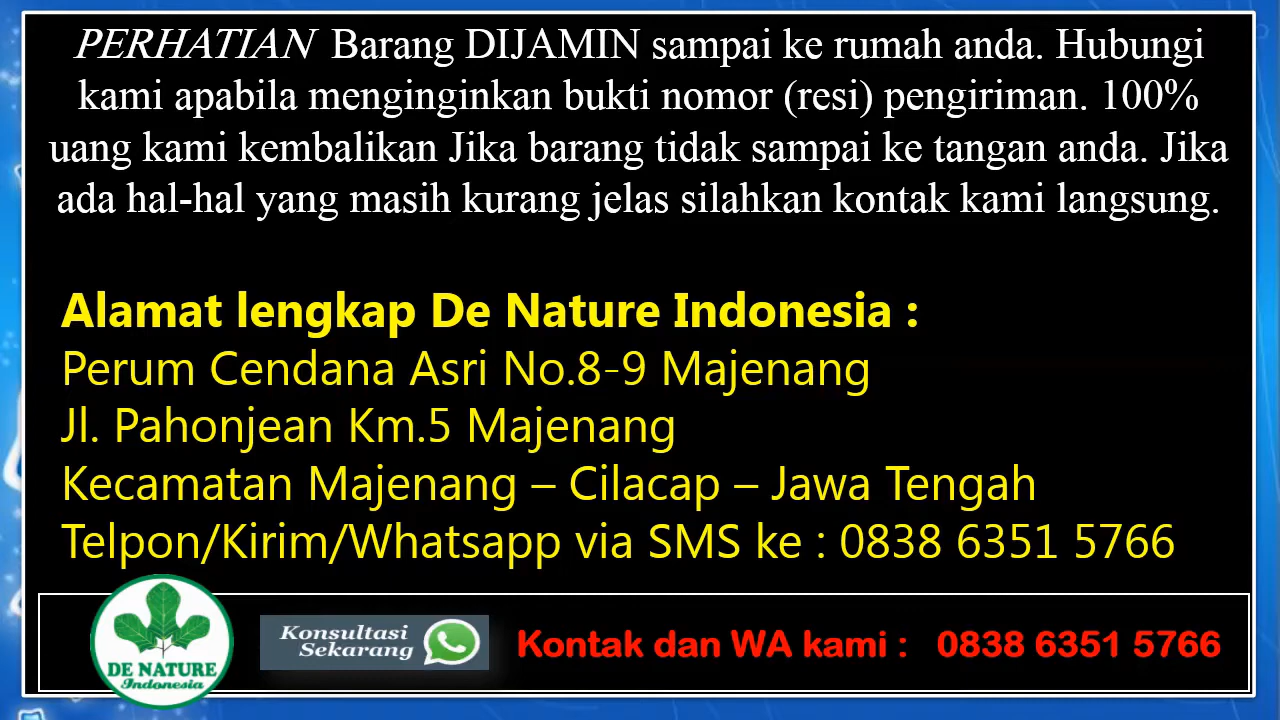 PERHATIAN Barang DIJAMIN sampai ke rumah anda. Hubungi
kami apabila menginginkan bukti nomor (resi) pengiriman. 100%
uang kami kembalikan Jika barang tidak sampai ke tangan anda. Jika
ada hal-hal yang masih kurang jelas silahkan kontak kami langsung.
Alamat lengkap De Nature Indonesia :
Perum Cendana Asri No.8-9 Majenang
Jl. Pahonjean Km.5 Majenang
Kecamatan Majenang – Cilacap – Jawa Tengah
Telpon/Kirim/Whatsapp via SMS ke : 0838 6351 5766
DE NATURE
Indonesia
Konsultasi
Sekarang
Kontak dan WA kami : 0838 6351 5766